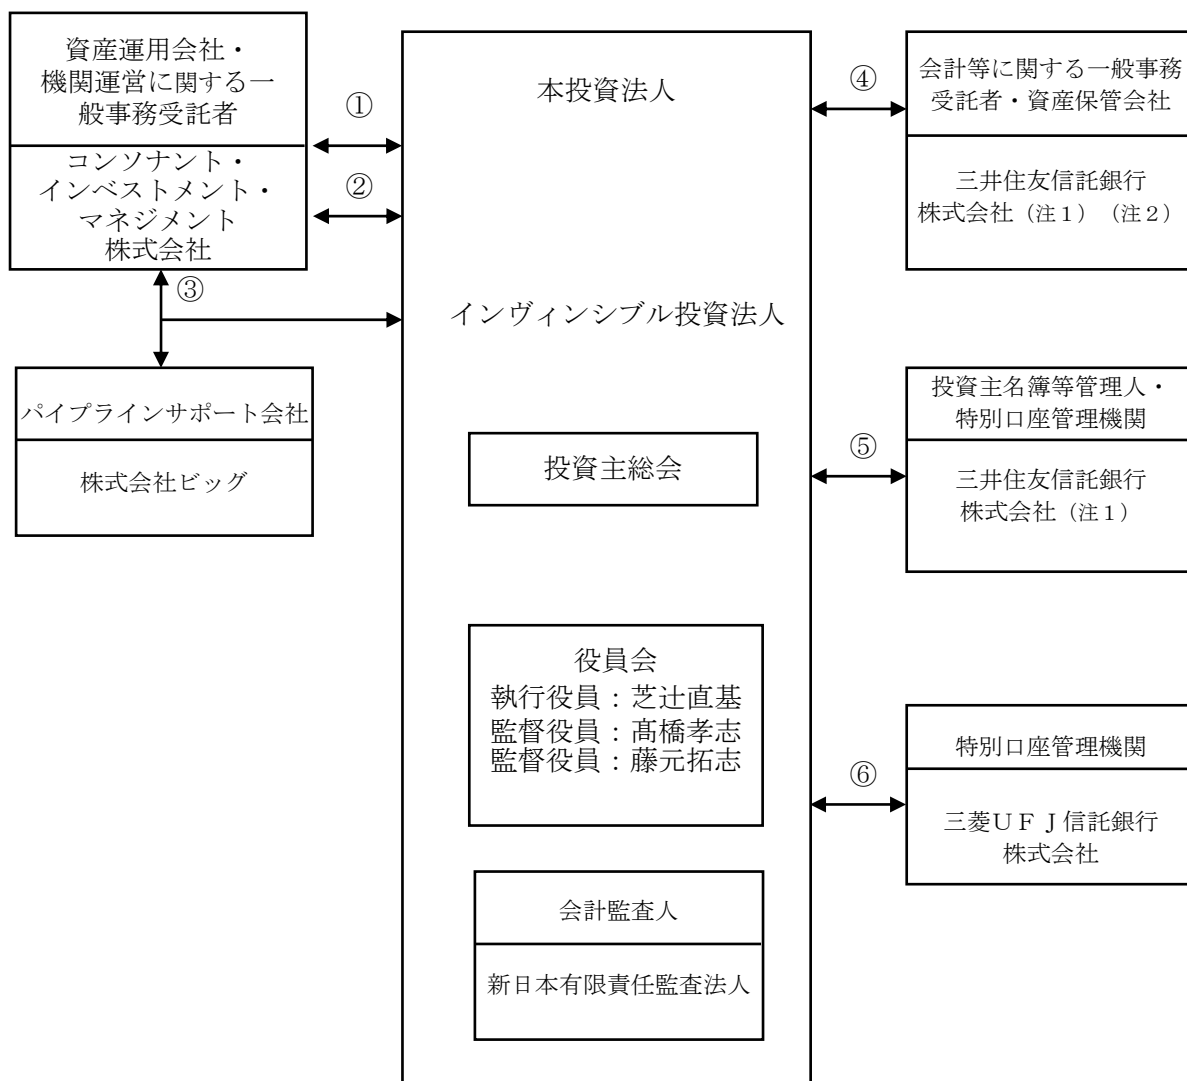 資産運用会社・
機関運営に関する一
般事務受託者
コンソナント・
インベストメント・
マネジメント
株式会社
①
②
③
パイプラインサポート会社
株式会社ビッグ
本投資法人
インヴィンシブル投資法人
投資主総会
役員会
執行役員：芝辻直基
監督役員：髙橋孝志
監督役員：藤元拓志
会計監査人
新日本有限責任監査法人
④
会計等に関する一般事務
受託者・資産保管会社
三井住友信託銀行
株式会社（注１）（注２）
⑤
投資主名簿等管理人・
特別口座管理機関
三井住友信託銀行
株式会社（注１）
⑥
特別口座管理機関
三菱ＵＦＪ信託銀行
株式会社